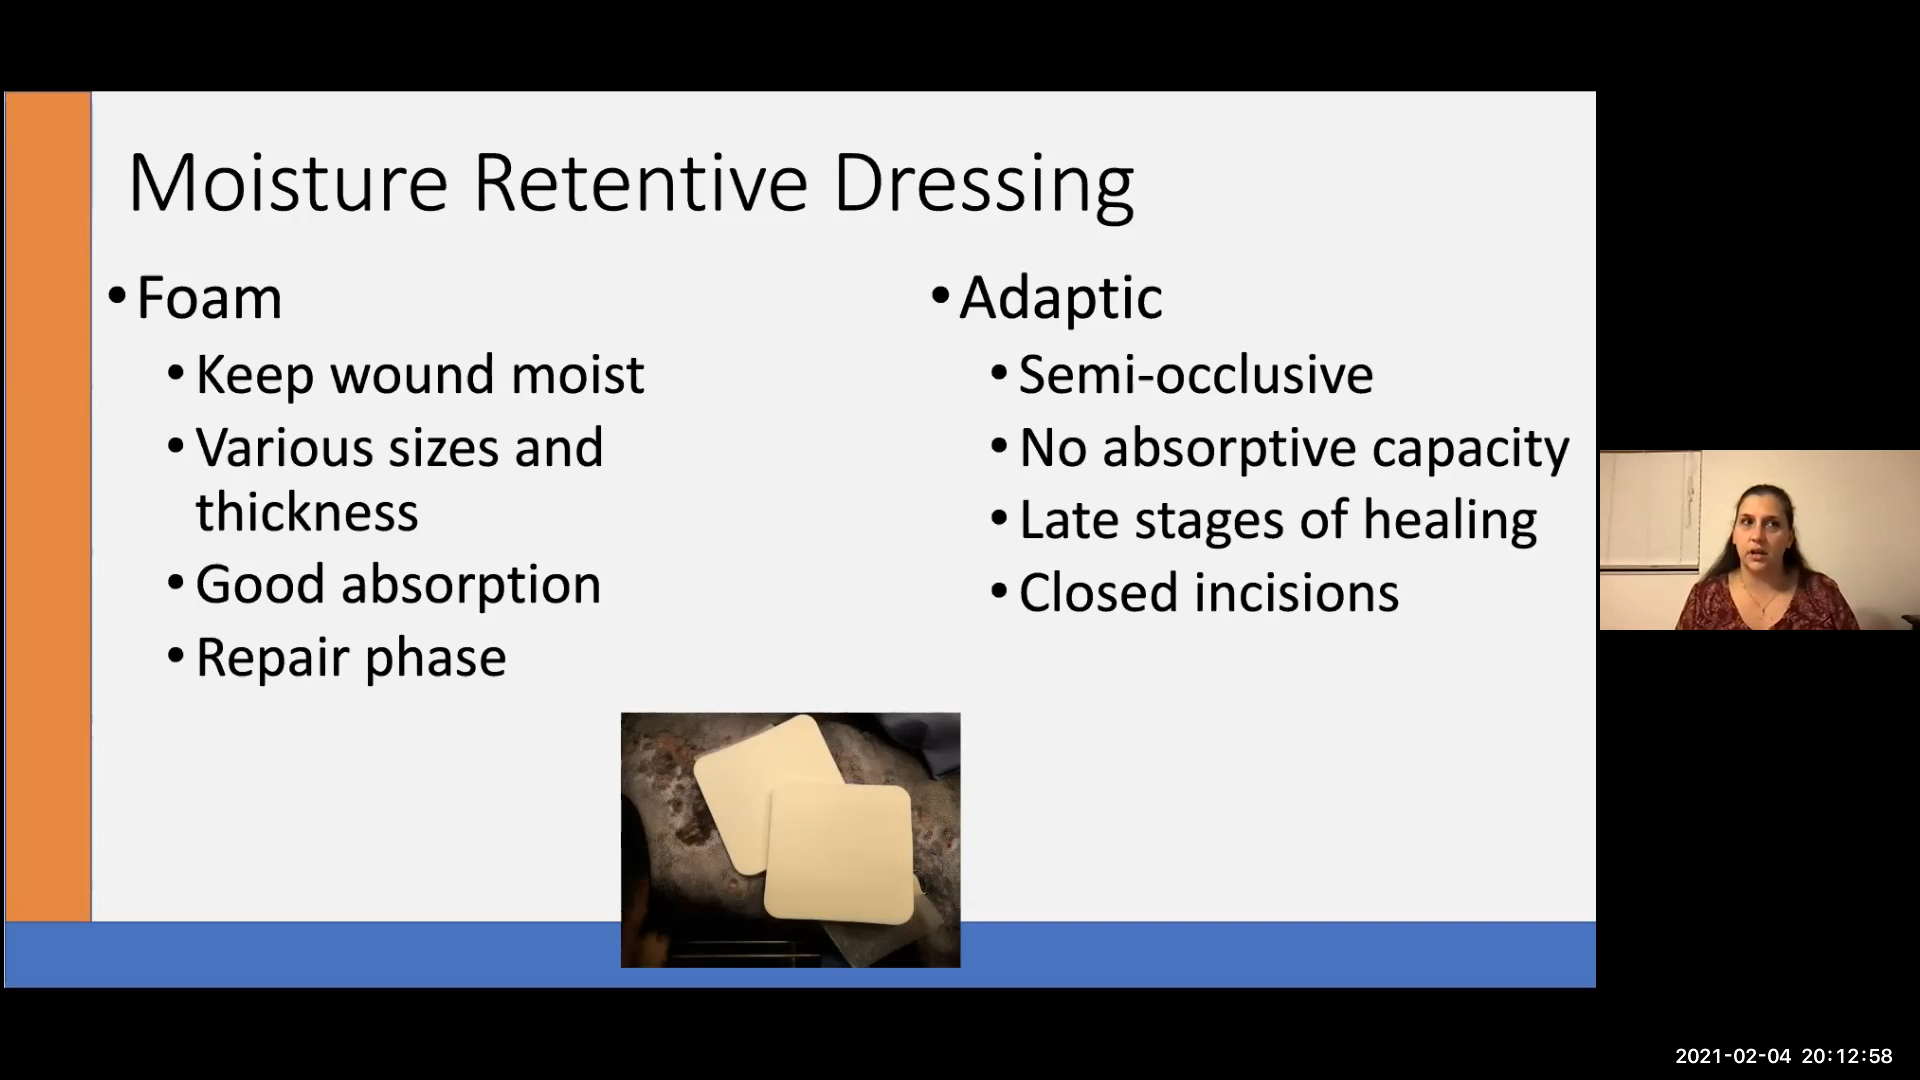 Moisture Retentive Dressing
• Foam
• Keep wound moist
• Various sizes and
thickness
• Good absorption
• Repair phase
• Adaptic
• Semi-occlusive
• No absorptive capacity
• Late stages of healing
• Closed incisions
2021-02-04 20:12:58